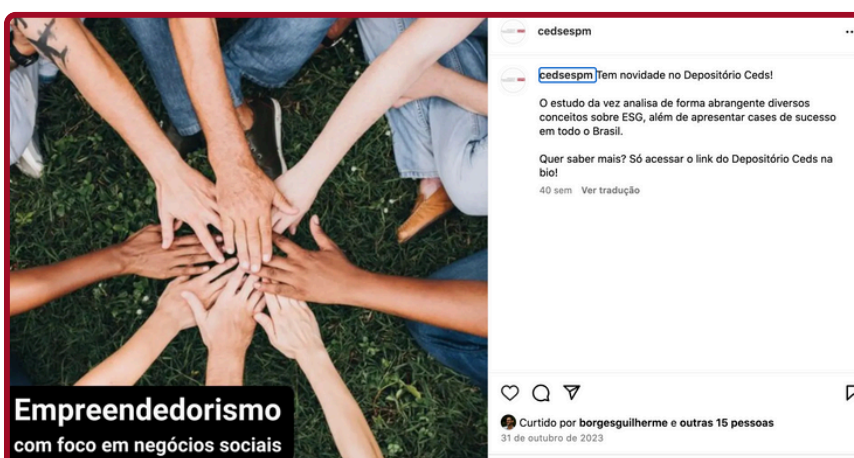 cedsespm
cedsespm Tem novidade no Depositório Ceds!
O estudo da vez analisa de forma abrangente diversos
conceitos sobre ESG, além de apresentar cases de sucesso
em todo o Brasil.
Quer saber mais? Só acessar o link do Depositório Ceds na
bio!
40 sem Ver tradução
Empreendedorismo
com foco em negócios sociais
Curtido por borgesguilherme e outras 15 pessoas
31 de outubro de 2023